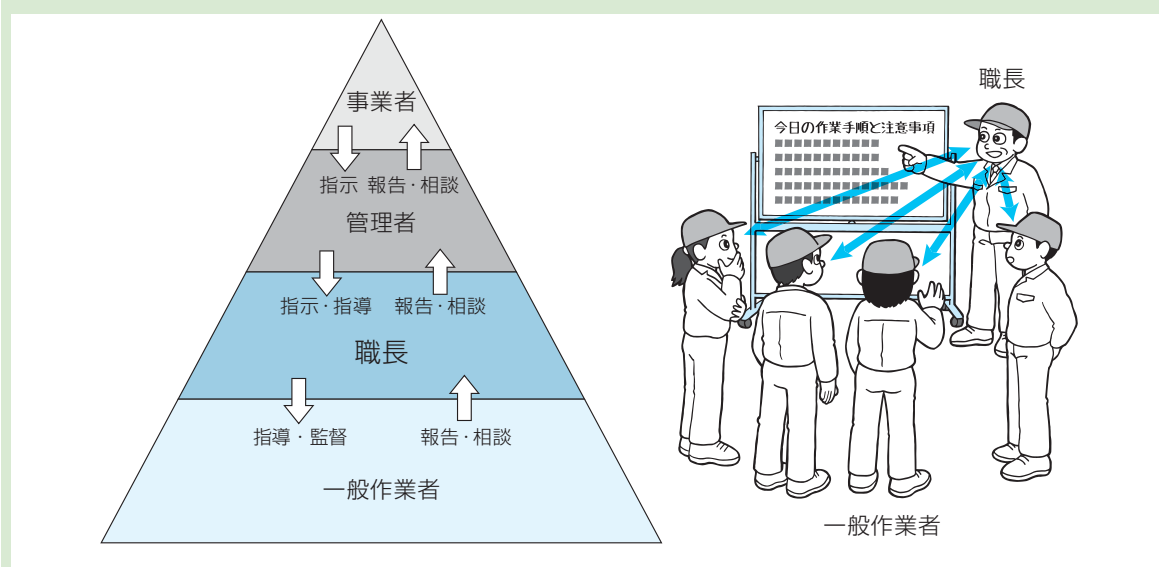 事業者
指示 報告・相談
管理者
指示・指導 報告・相談
職長
指導・監督 報告・相談
一般作業者
職長
今日の作業手順と注意事項
一般作業者